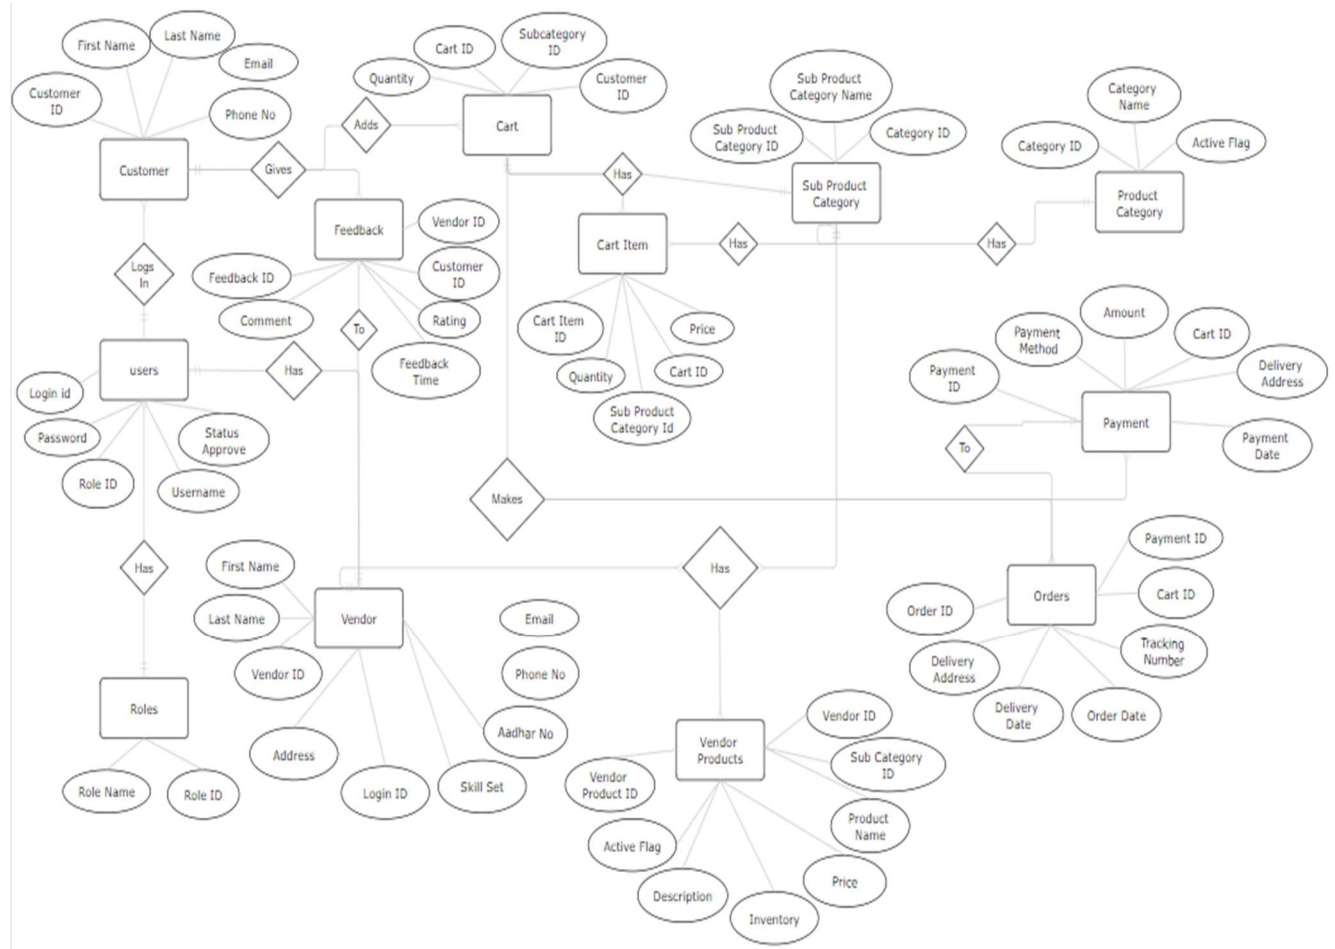 First Name
Last Name
Email
Customer
ID
Phone No
Customer
Gives
Adds
Quantity
Cart ID
Subcategory
ID
Customer
ID
Cart
Sub Product
Category Name
Sub Product
Category ID
Category ID
Sub Product
Category
Category
Name
Category ID
Active Flag
Product
Category
Has
Cart Item
Has
Has
Feedback
Vendor ID
Customer
ID
Feedback ID
Comment
Rating
Feedback
Time
To
Logs
In
users
Has
Login id
Password
Role ID
Username
Status
Approve
Cart Item
ID
Quantity
Sub Product
Category Id
Cart ID
Price
Amount
Payment
Method
Cart ID
Payment
ID
Delivery
Address
Payment
Payment
Date
To
Makes
Has
Has
First Name
Last Name
Vendor ID
Vendor
Address
Login ID
Skill Set
Aadhar No
Phone No
Email
Roles
Role Name
Role ID
Payment ID
Order ID
Orders
Cart ID
Delivery
Address
Tracking
Number
Delivery
Date
Order Date
Vendor
Products
Vendor ID
Sub Category
ID
Vendor
Product ID
Product
Name
Active Flag
Price
Description
Inventory